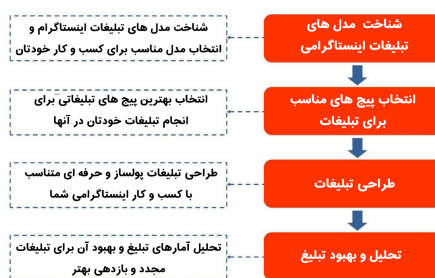 شناخت مدل های
تبلیغات اینستاگرامی
شناخت مدل های تبلیغات اینستاگرام و
انتخاب مدل مناسب برای کسب و کار خودتان
انتخاب پیج های مناسب
برای تبلیغات
انتخاب بهترین پیج های تبلیغاتی برای
انجام تبلیغات خودتان در آنها
طراحی تبلیغات
طراحی تبلیغات پولساز و حرفه ای متناسب
با کسب و کار اینستاگرامی شما
تحلیل و بهبود تبلیغ
تحلیل آمارهای تبلیغ و بهبود آن برای تبلیغات
مجدد و بازدهی بهتر